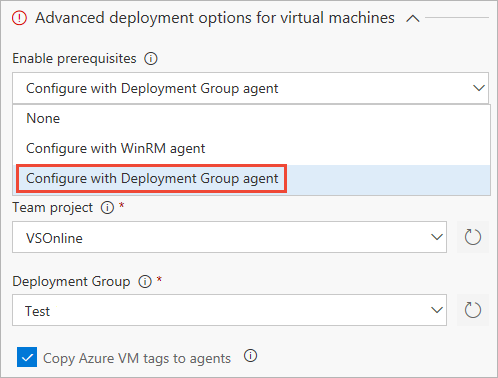 Advanced deployment options for virtual machines
Enable prerequisites
Configure with Deployment Group agent
None
Configure with WinRM agent
Configure with Deployment Group agent
Team project *
VSOnline
Deployment Group *
Test
Copy Azure VM tags to agents